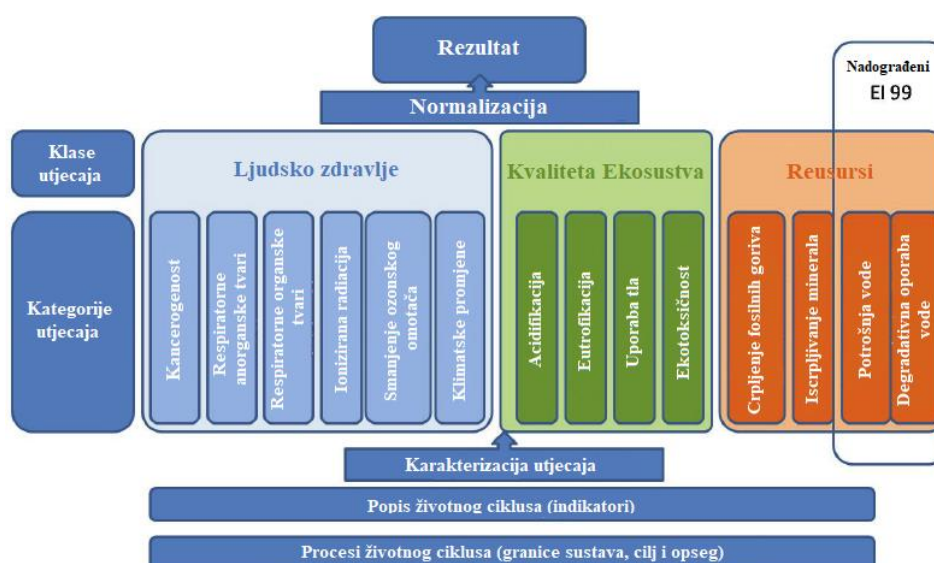 Rezultat
Nadograđeni
EI 99
Normalizacija
Klase
utjecaja
Ljudsko zdravlje
Kvaliteta Ekosustva
Reusursi
Kategorije
utjecaja
Kancerogenost
Respiratorne
anorganske tvari
Respiratorne organske
tvari
Ionizirana radiacija
Smanjenje ozonskog
omotača
Klimatske promjene
Acidifikacija
Eutrofikacija
Uporaba tla
Ekotoksičnost
Crpljenje fosilnih goriva
Iscrpljivanje minerala
Potrošnja vode
Degradativna oporaba
vode
Karakterizacija utjecaja
Popis životnog ciklusa (indikatori)
Procesi životnog ciklusa (granice sustava, cilj i opseg)